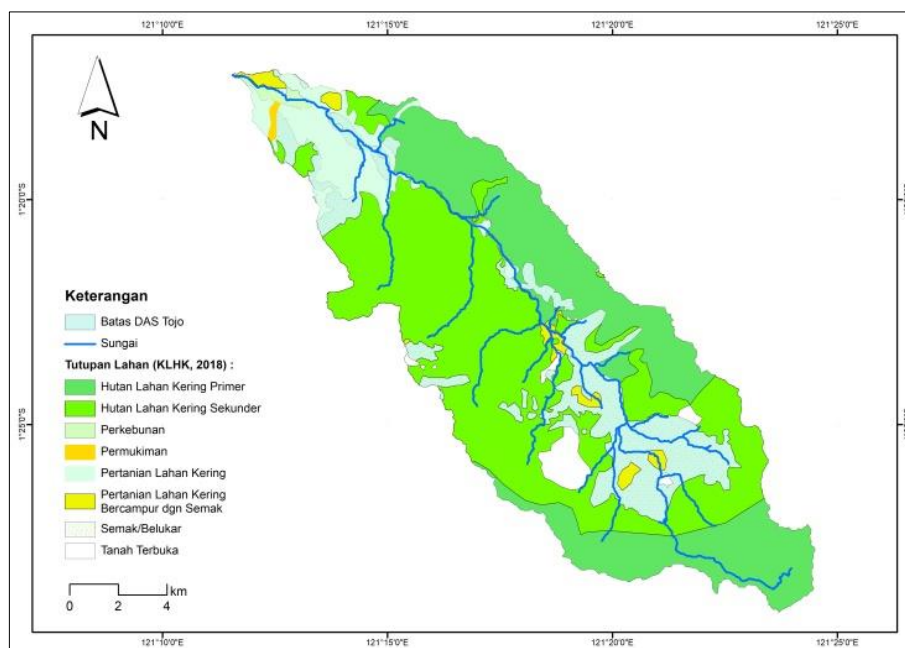 121°10'0"E 121°15'0"E 121°20'0"E 121°25'0"E
N
1°20'0"S
1°25'0"S
Keterangan
Batas DAS Tojo
Sungai
Tutupan Lahan (KLHK, 2018) :
Hutan Lahan Kering Primer
Hutan Lahan Kering Sekunder
Perkebunan
Permukiman
Pertanian Lahan Kering
Pertanian Lahan Kering
Bercampur dgn Semak
Semak/Belukar
Tanah Terbuka
km
0 2 4
121°10'0"E 121°15'0"E 121°20'0"E 121°25'0"E